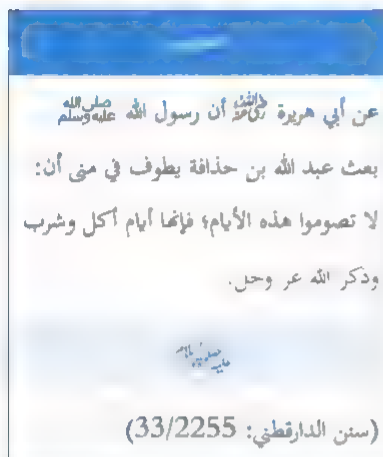 عن أبي هريرة رضي الله عنه أن رسول الله صلى الله عليه وسلم
بعث عبد الله بن حذافة يطوف في منى أن:
لا تصوموا هذه الأيام؛ فإنها أيام أكل وشرب
وذكر الله عز وجل.
(سنن الدارقطني: 33/2255)